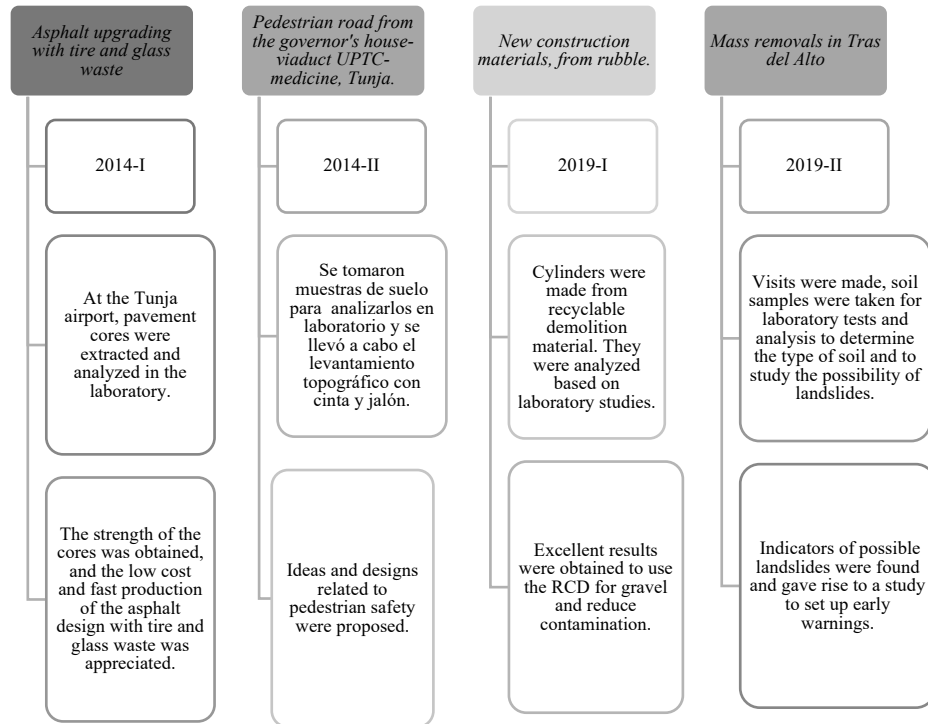 Asphalt upgrading
with tire and glass
waste
2014-I
At the Tunja
airport, pavement
cores were
extracted and
analyzed in the
laboratory.
The strength of the
cores was obtained,
and the low cost
and fast production
of the asphalt
design with tire and
glass waste was
appreciated.
Pedestrian road from
the governor's house-
viaduct UPTC-
medicine, Tunja.
2014-II
Se tomaron
muestras de suelo
para analizarlos en
laboratorio y se
llevó a cabo el
levantamiento
topográfico con
cinta y jalón.
Ideas and designs
related to
pedestrian safety
were proposed.
New construction
materials, from rubble.
2019-I
Cylinders were
made from
recyclable
demolition
material. They
were analyzed
based on
laboratory studies.
Excellent results
were obtained to use
the RCD for gravel
and reduce
contamination.
Mass removals in Tras
del Alto
2019-II
Visits were made, soil
samples were taken for
laboratory tests and
analysis to determine
the type of soil and to
study the possibility of
landslides.
Indicators of possible
landslides were found
and gave rise to a study
to set up early
warnings.